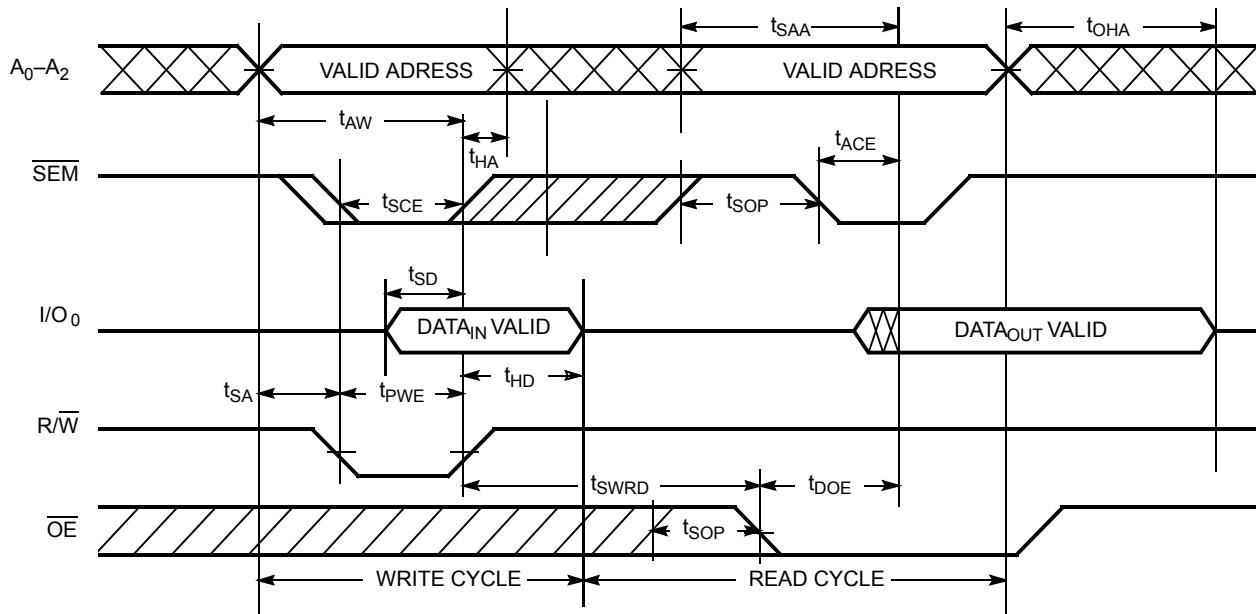 tSAA
tOHA
A0–A2
VALID ADRESS
VALID ADRESS
tAW
tHA
tACE
SEM
tSCE
tSOP
tSD
I/O0
DATAIN VALID
DATAOUT VALID
tSA
tPWE
tHD
R/W
tSWRD
tDOE
OE
tSOP
WRITE CYCLE
READ CYCLE